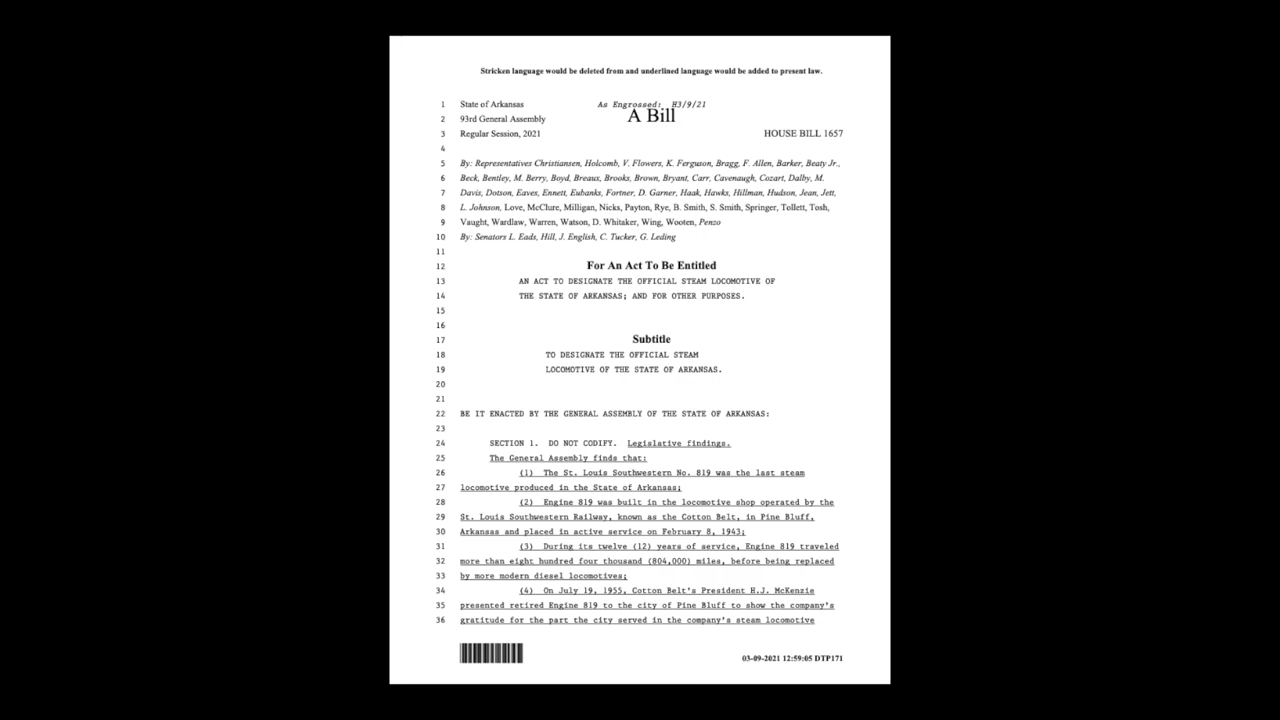 Stricken language would be deleted from and underlined language would be added to present law.
1 State of Arkansas As Engrossed: H3/9/21
2 93rd General Assembly A Bill
3 Regular Session, 2021 HOUSE BILL 1657
4
5 By: Representatives Christiansen, Holcomb, V. Flowers, K. Ferguson, Bragg, F. Allen, Barker, Beaty Jr.,
6 Beck, Bentley, M. Berry, Boyd, Breaux, Brooks, Brown, Bryant, Carr, Cavenaugh, Cozart, Dalby, M.
7 Davis, Dotson, Eaves, Ennett, Eubanks, Fortner, D. Garner, Haak, Hawks, Hillman, Hudson, Jean, Jett,
8 L. Johnson, Love, McClure, Milligan, Nicks, Payton, Rye, B. Smith, S. Smith, Springer, Tollett, Tosh,
9 Vaught, Wardlaw, Warren, Watson, D. Whitaker, Wing, Wooten, Penzo
10 By: Senators L. Eads, Hill, J. English, C. Tucker, G. Leding
11
12 For An Act To Be Entitled
13 AN ACT TO DESIGNATE THE OFFICIAL STEAM LOCOMOTIVE OF
14 THE STATE OF ARKANSAS; AND FOR OTHER PURPOSES.
15
16
17 Subtitle
18 TO DESIGNATE THE OFFICIAL STEAM
19 LOCOMOTIVE OF THE STATE OF ARKANSAS.
20
21
22 BE IT ENACTED BY THE GENERAL ASSEMBLY OF THE STATE OF ARKANSAS:
23
24 SECTION 1. DO NOT CODIFY. Legislative findings.
25 The General Assembly finds that:
26 (1) The St. Louis Southwestern No. 819 was the last steam
27 locomotive produced in the State of Arkansas;
28 (2) Engine 819 was built in the locomotive shop operated by the
29 St. Louis Southwestern Railway, known as the Cotton Belt, in Pine Bluff,
30 Arkansas and placed in active service on February 8, 1943;
31 (3) During its twelve (12) years of service, Engine 819 traveled
32 more than eight hundred four thousand (804,000) miles, before being replaced
33 by more modern diesel locomotives;
34 (4) On July 19, 1955, Cotton Belt's President H.J. McKenzie
35 presented retired Engine 819 to the city of Pine Bluff to show the company's
36 gratitude for the part the city served in the company's steam locomotive
03-09-2021 12:59:05 DTP171